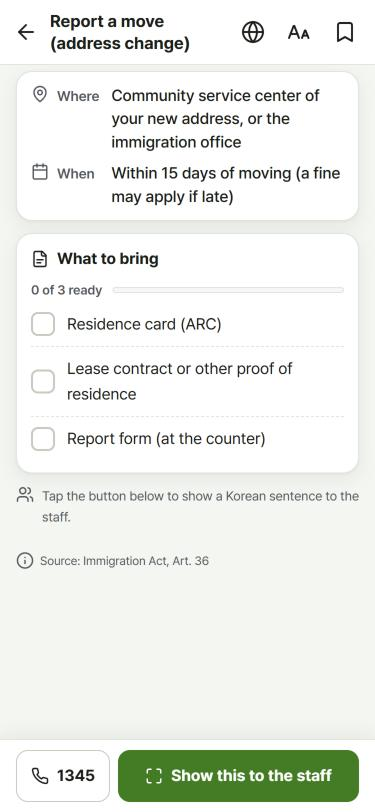 Report a move
(address change)
AA
Where Community service center of
your new address, or the
immigration office
When Within 15 days of moving (a fine
may apply if late)
What to bring
0 of 3 ready
Residence card (ARC)
Lease contract or other proof of
residence
Report form (at the counter)
Tap the button below to show a Korean sentence to the
staff.
Source: Immigration Act, Art. 36
1345 Show this to the staff